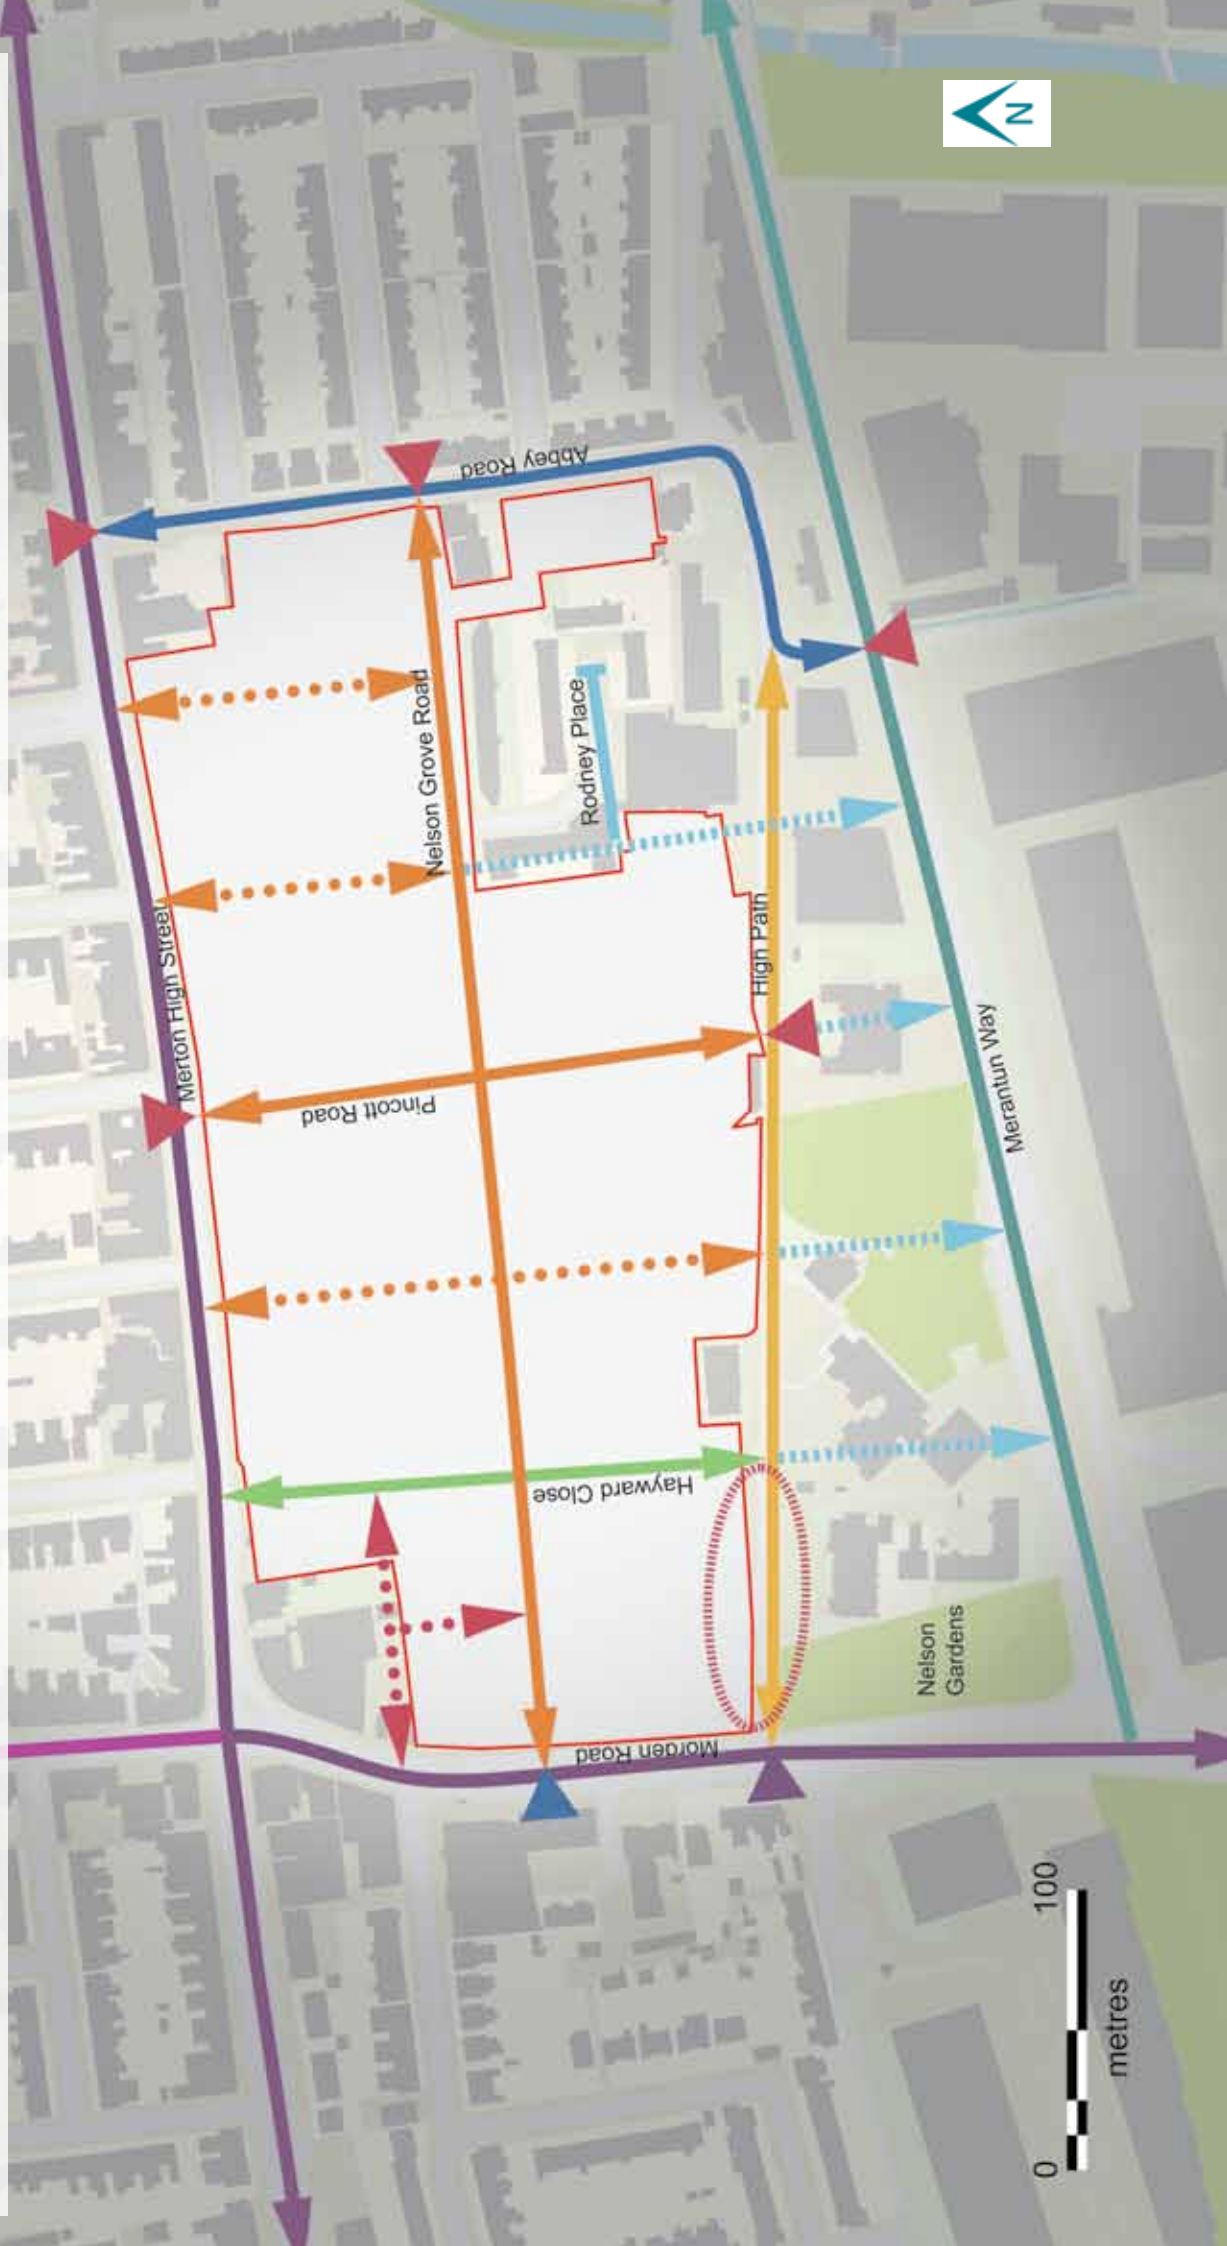 N
Merton High Street
Abbey Road
Nelson Grove Road
Rodney Place
Pincott Road
High Path
Merantun Way
Hayward Close
Nelson
Gardens
Morden Road
0
100
metres